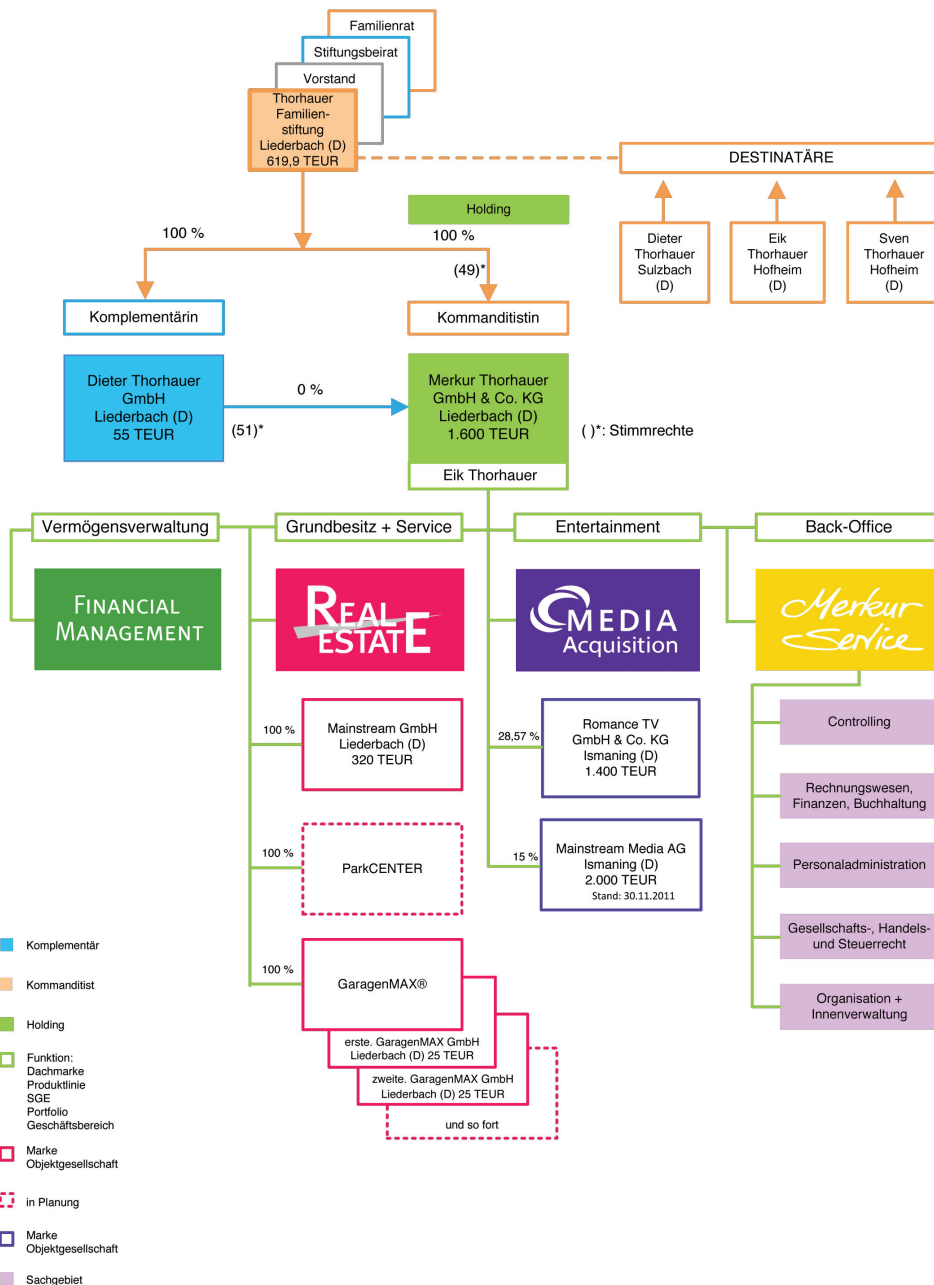 Familienrat
Stiftungsbeirat
Vorstand
Thorhauer
Familien-
stiftung
Liederbach (D)
619,9 TEUR
DESTINATÄRE
Dieter
Thorhauer
Sulzbach
(D)
Eik
Thorhauer
Hofheim
(D)
Sven
Thorhauer
Hofheim
(D)
Holding
100 %
100 %
(49)*
Komplementärin
Kommanditistin
Dieter Thorhauer
GmbH
Liederbach (D)
55 TEUR
0 %
(51)*
Merkur Thorhauer
GmbH & Co. KG
Liederbach (D)
1.600 TEUR
( )*: Stimmrechte
Eik Thorhauer
Vermögensverwaltung
Grundbesitz + Service
Entertainment
Back-Office
FINANCIAL
MANAGEMENT
REAL
ESTATE
MEDIA
Acquisition
Merkur
Service
100 %
Mainstream GmbH
Liederbach (D)
320 TEUR
100 %
ParkCENTER
100 %
GaragenMAX®
erste. GaragenMAX GmbH
Liederbach (D) 25 TEUR
zweite. GaragenMAX GmbH
Liederbach (D) 25 TEUR
und so fort
28,57 %
Romance TV
GmbH & Co. KG
Ismaning (D)
1.400 TEUR
15 %
Mainstream Media AG
Ismaning (D)
2.000 TEUR
Stand: 30.11.2011
Controlling
Rechnungswesen,
Finanzen, Buchhaltung
Personaladministration
Gesellschafts-, Handels-
und Steuerrecht
Organisation +
Innenverwaltung
Komplementär
Kommanditist
Holding
Funktion:
Dachmarke
Produktlinie
SGE
Portfolio
Geschäftsbereich
Marke
Objektgesellschaft
in Planung
Marke
Objektgesellschaft
Sachgebiet